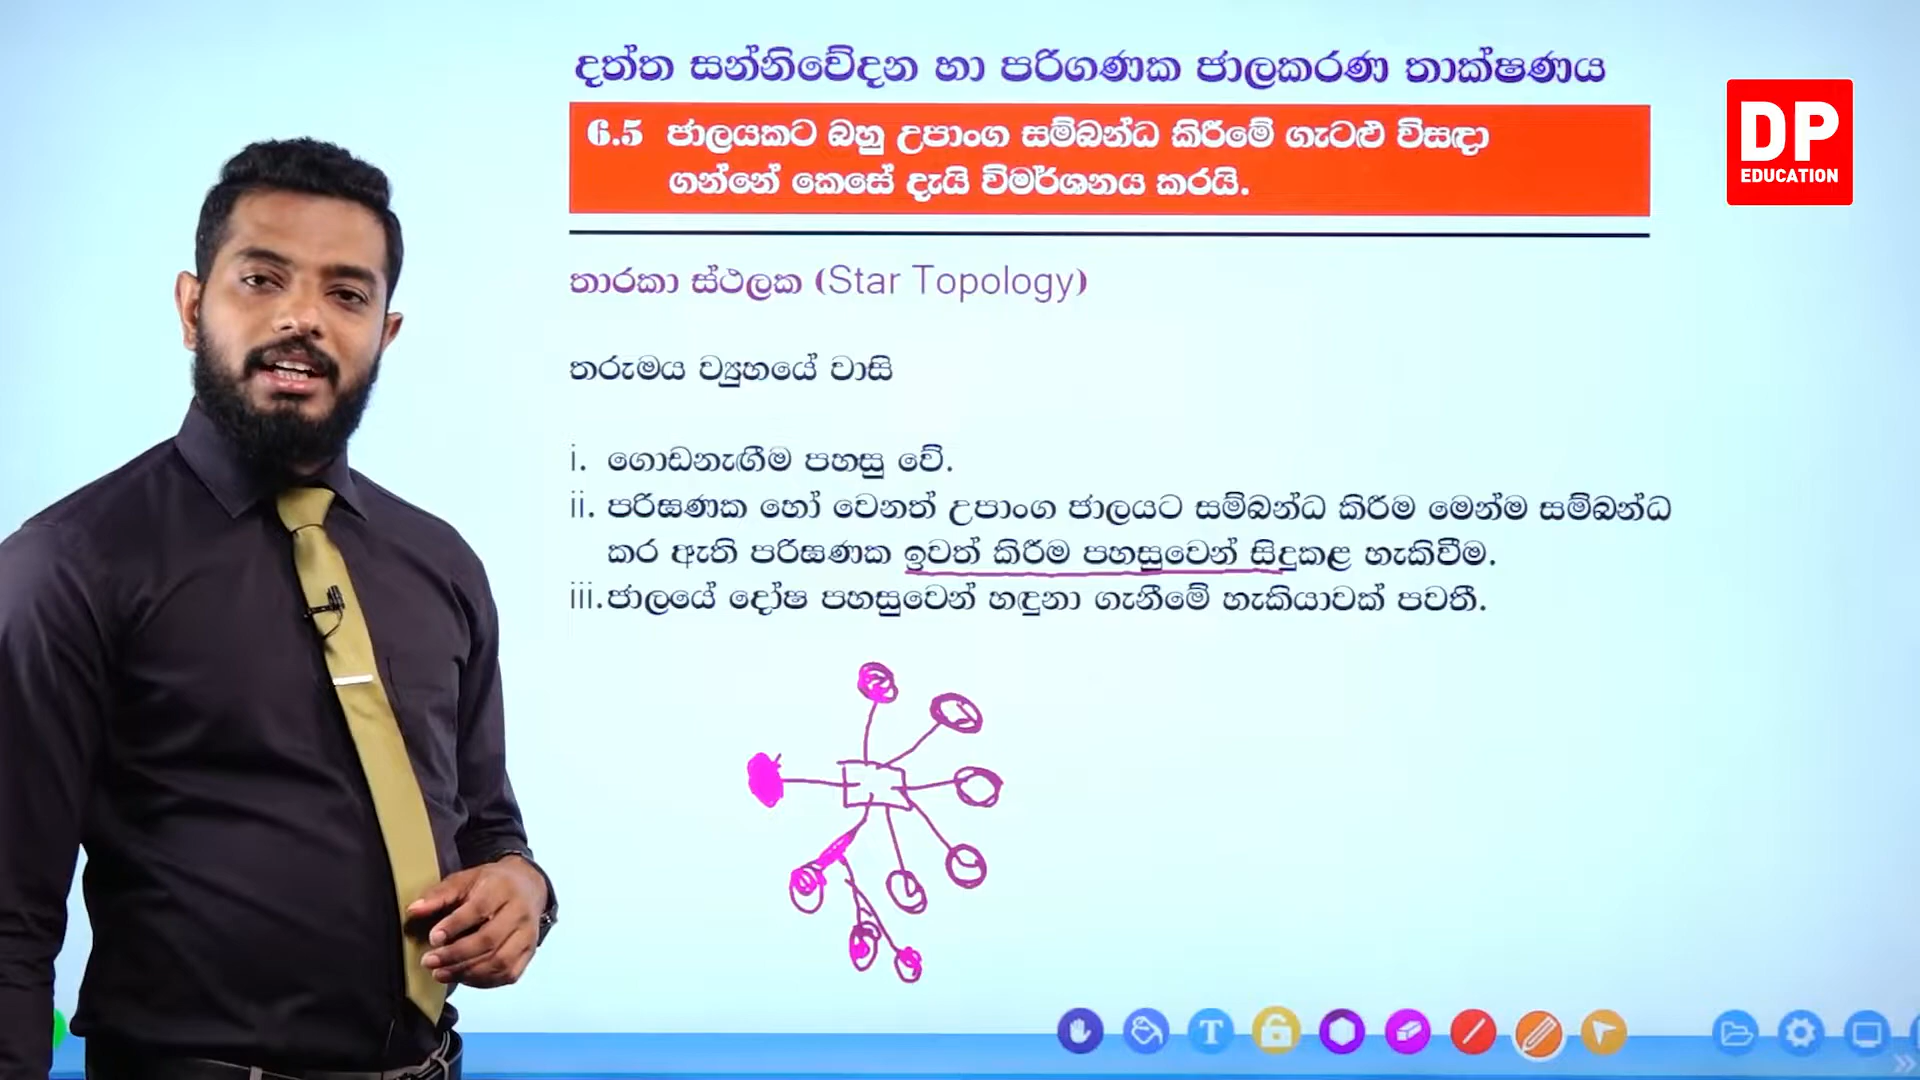 දත්ත සන්නිවේදන හා පරිගණක ජාලකරණ තාක්ෂණය
6.5 ජාලයකට බහු උපාංග සම්බන්ධ කිරීමේ ගැටළු විසඳා
ගන්නේ කෙසේ දැයි විමර්ශනය කරයි.
DP
EDUCATION
තාරකා ස්ථලක (Star Topology)
තරුමය ව්‍යුහයේ වාසි
i. ගොඩනැඟීම පහසු වේ.
ii. පරිඝණක හෝ වෙනත් උපාංග ජාලයට සම්බන්ධ කිරීම මෙන්ම සම්බන්ධ
කර ඇති පරිඝණක ඉවත් කිරීම පහසුවෙන් සිදුකළ හැකිවීම.
iii. ජාලයේ දෝෂ පහසුවෙන් හඳුනා ගැනීමේ හැකියාවක් පවතී.